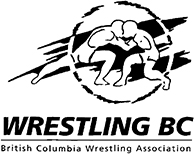 WRESTLING BC
British Columbia Wrestling Association